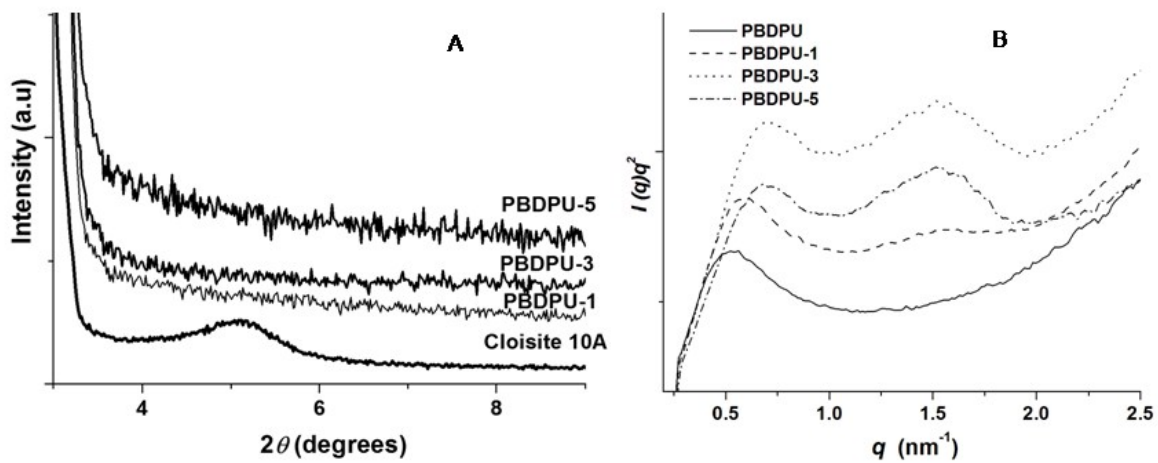 A
Intensity (a.u)
PBDPU-5
PBDPU-3
PBDPU-1
Cloisite 10A
4 6 8
2θ (degrees)
B
PBDPU
PBDPU-1
PBDPU-3
PBDPU-5
I (q)q²
0.5 1.0 1.5 2.0 2.5
q (nm⁻¹)